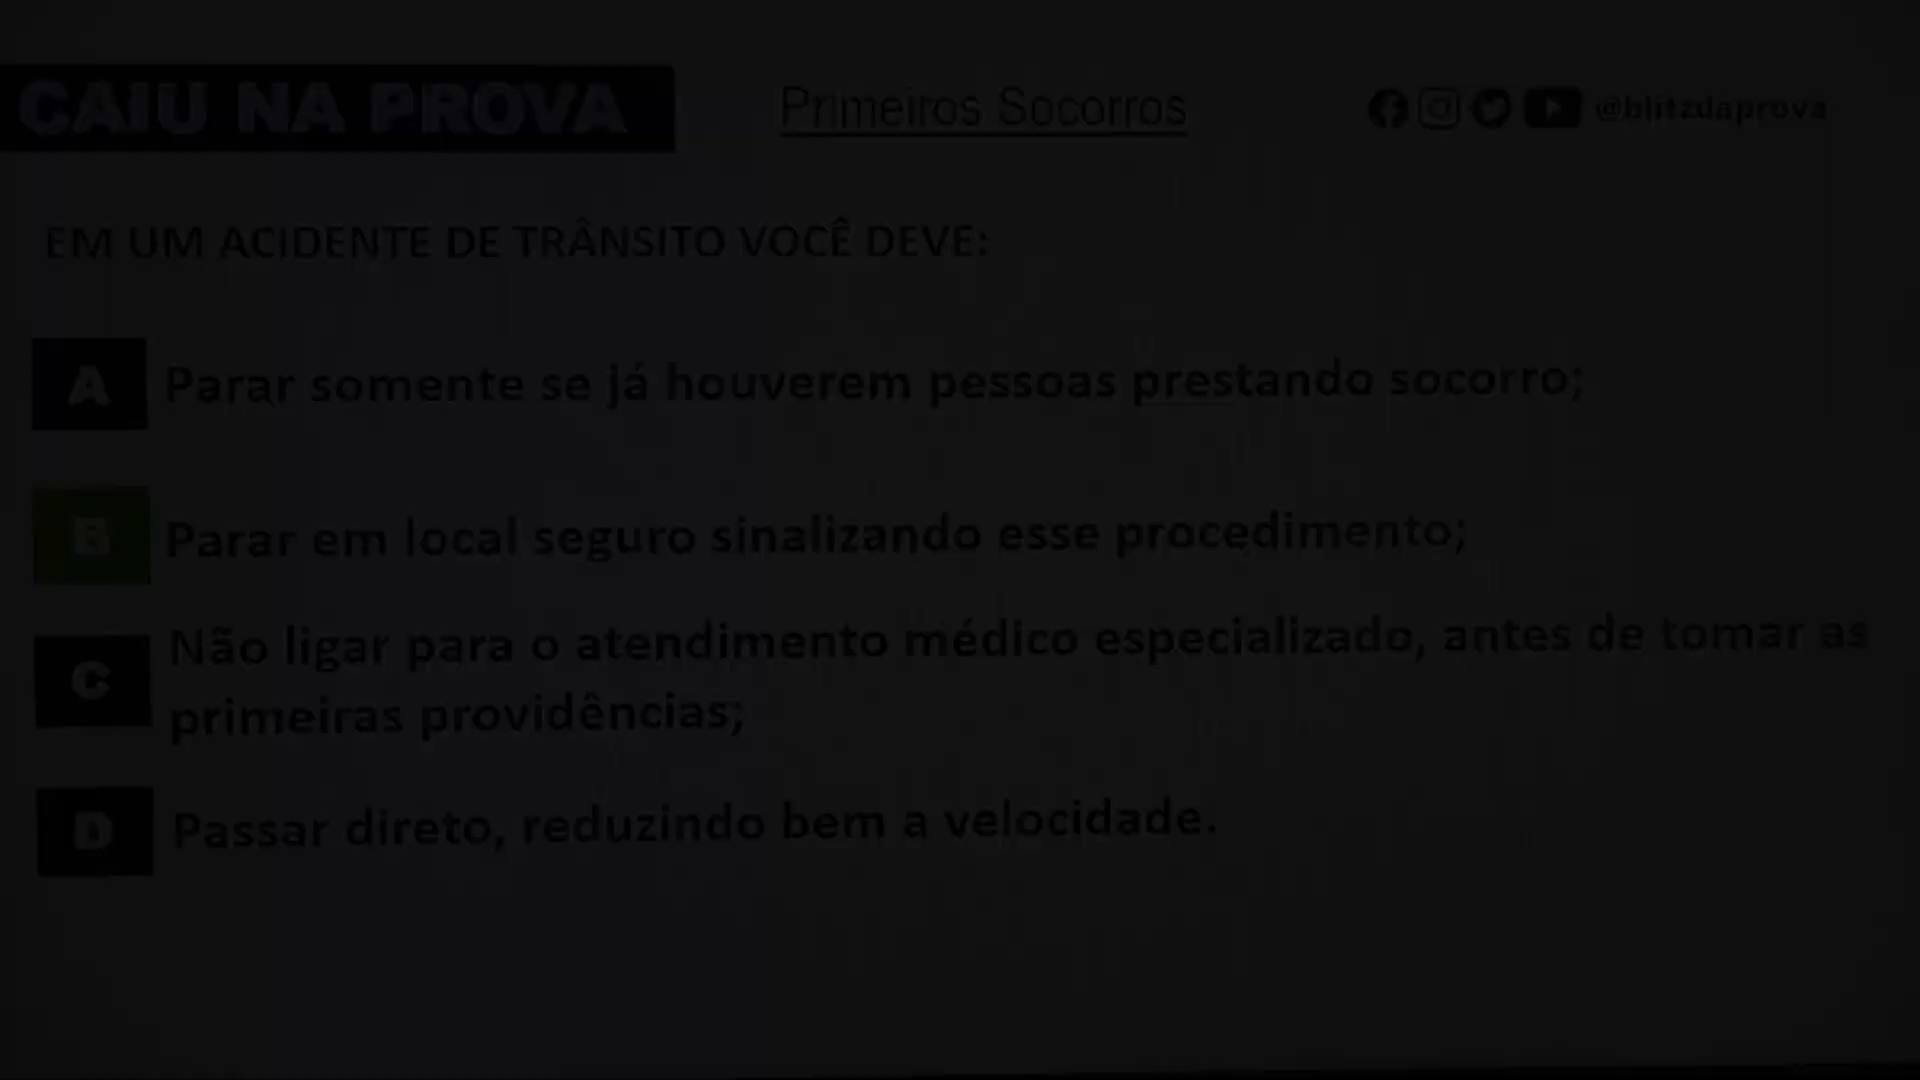 CAIU NA PROVA
Primeiros Socorros
@blitzdaprova
EM UM ACIDENTE DE TRÂNSITO VOCÊ DEVE:
A Parar somente se já houverem pessoas prestando socorro;
B Parar em local seguro sinalizando esse procedimento;
C Não ligar para o atendimento médico especializado, antes de tomar as
primeiras providências;
D Passar direto, reduzindo bem a velocidade.